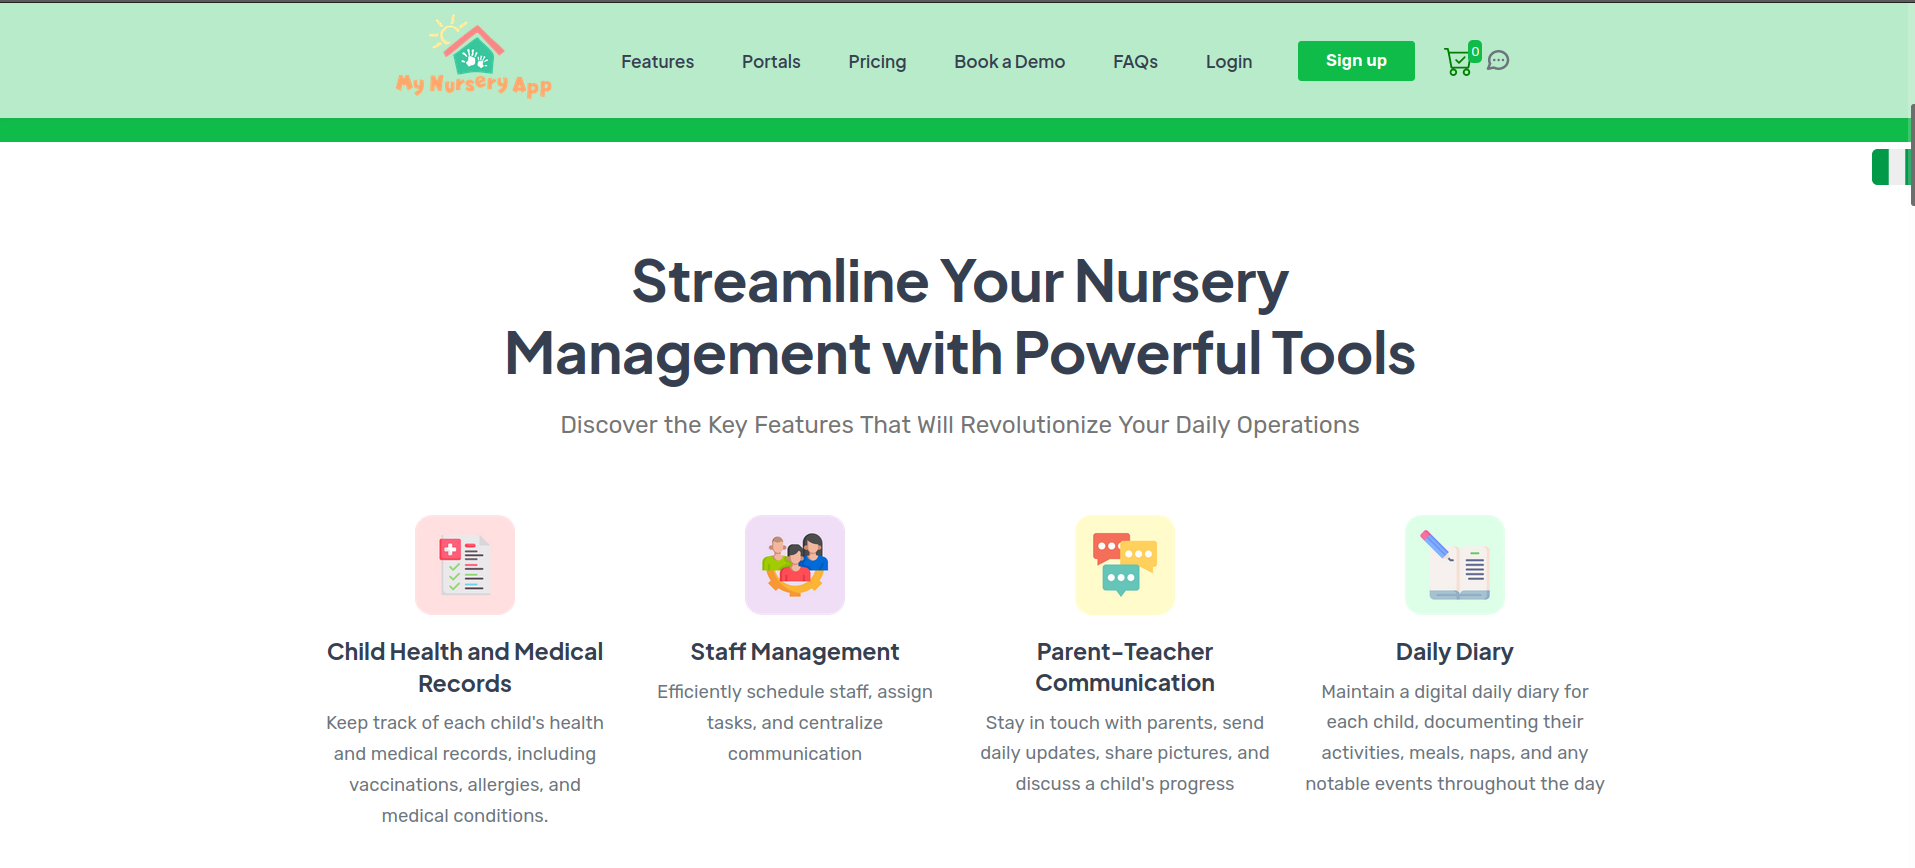 My Nursery App
Features
Portals
Pricing
Book a Demo
FAQs
Login
Sign up
0
Streamline Your Nursery
Management with Powerful Tools
Discover the Key Features That Will Revolutionize Your Daily Operations
Child Health and Medical
Records
Keep track of each child's health
and medical records, including
vaccinations, allergies, and
medical conditions.
Staff Management
Efficiently schedule staff, assign
tasks, and centralize
communication
Parent-Teacher
Communication
Stay in touch with parents, send
daily updates, share pictures, and
discuss a child's progress
Daily Diary
Maintain a digital daily diary for
each child, documenting their
activities, meals, naps, and any
notable events throughout the day